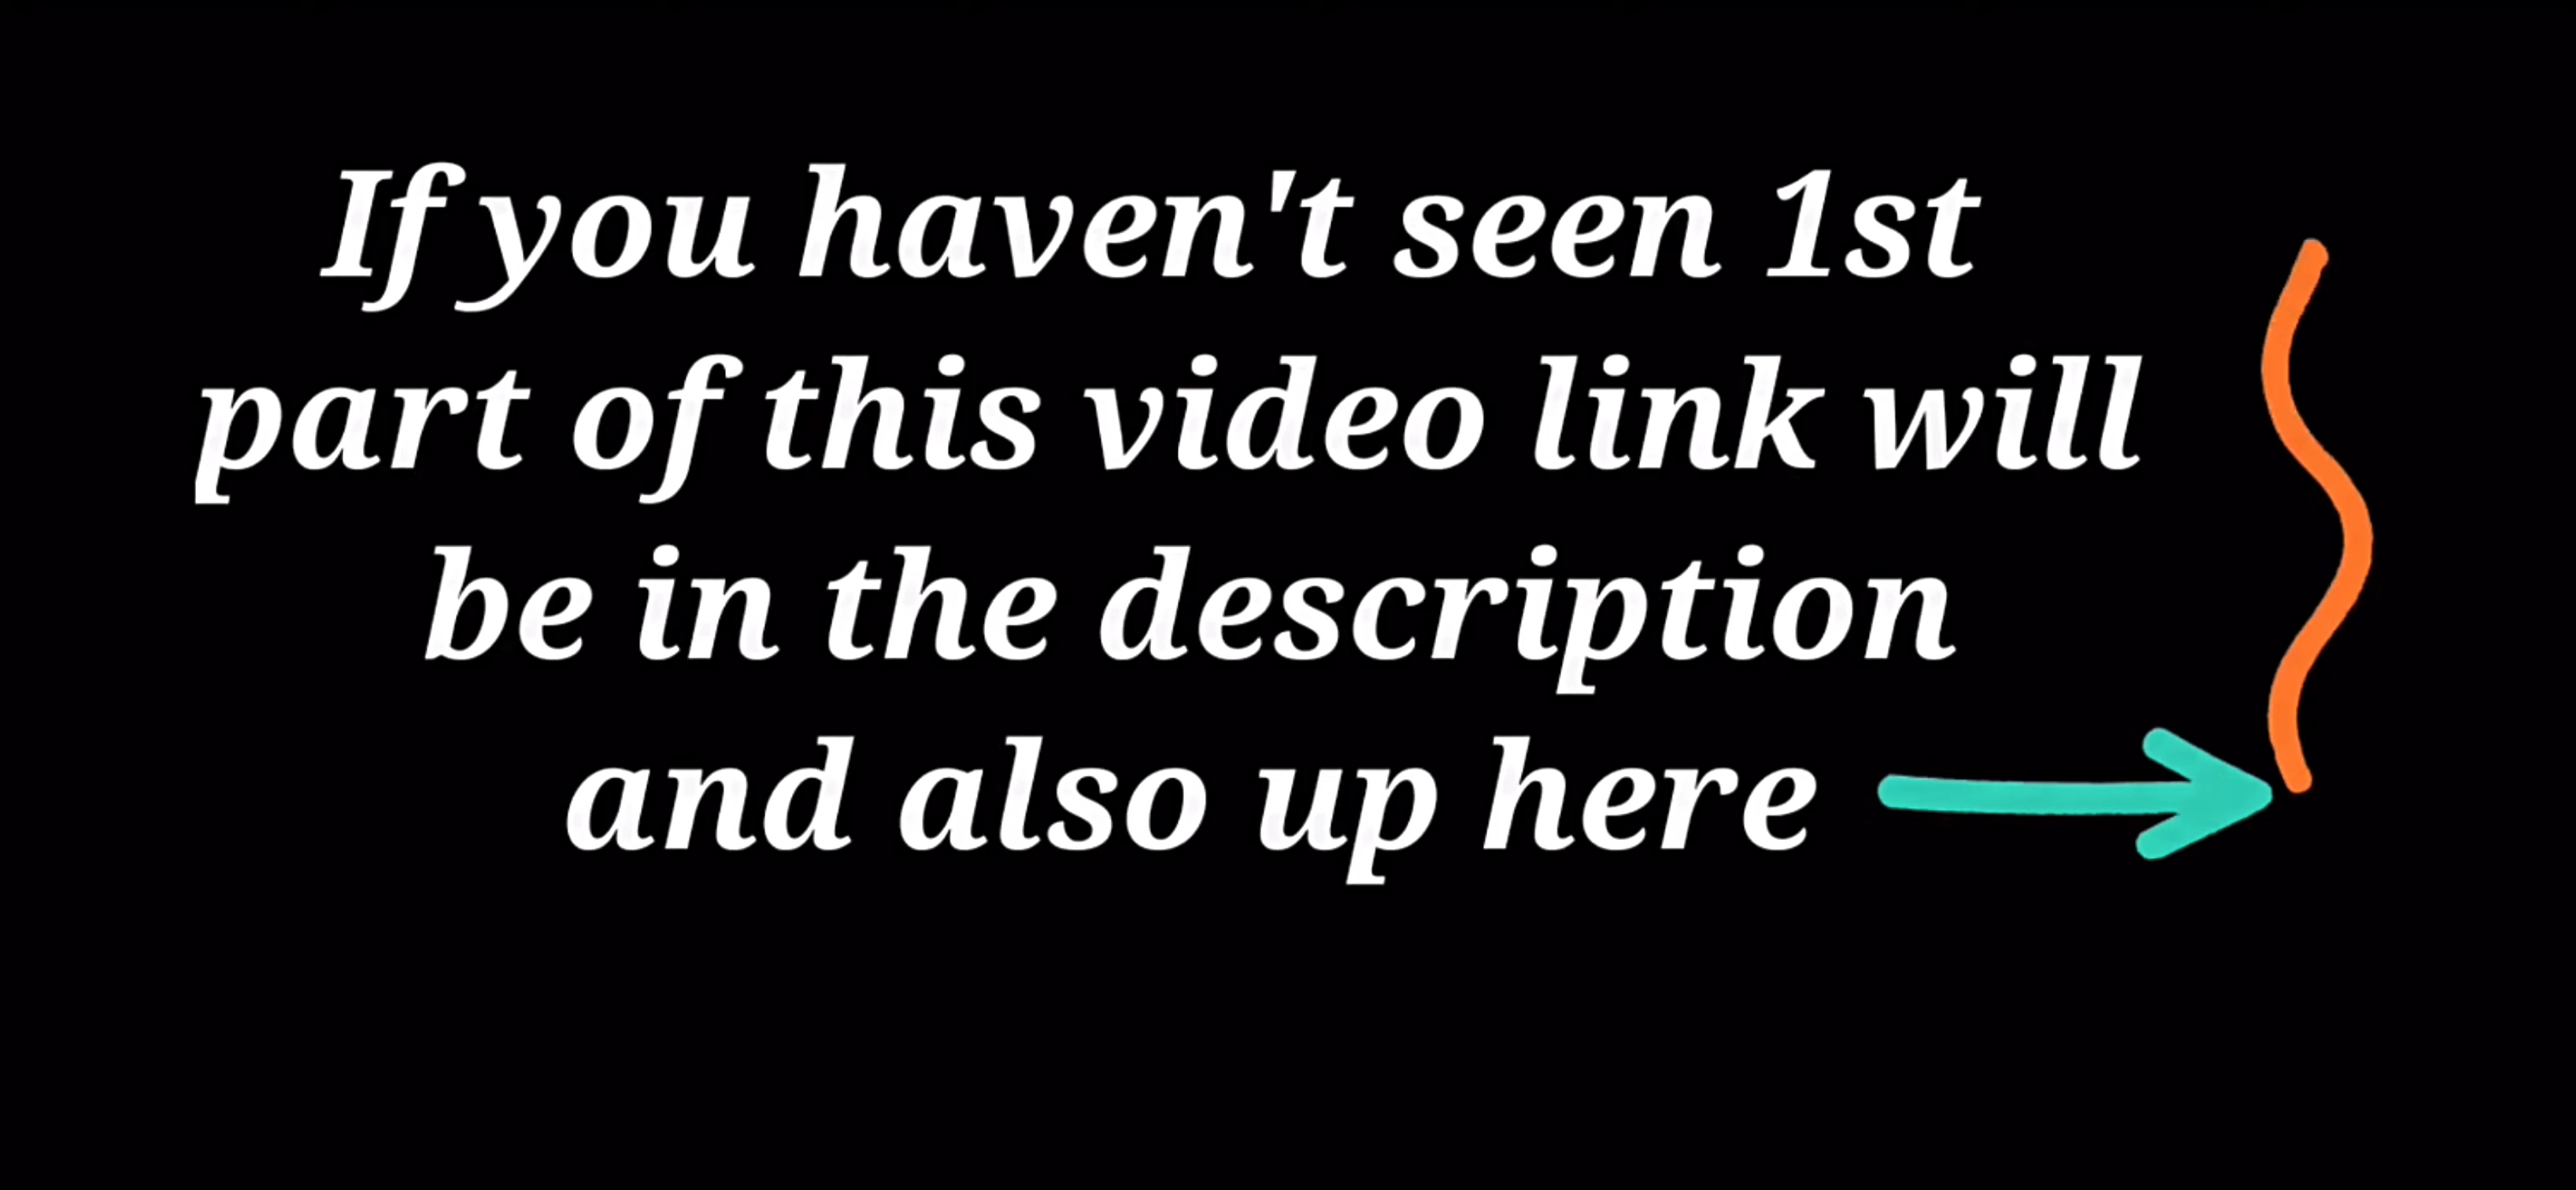 If you haven't seen 1st
part of this video link will
be in the description
and also up here